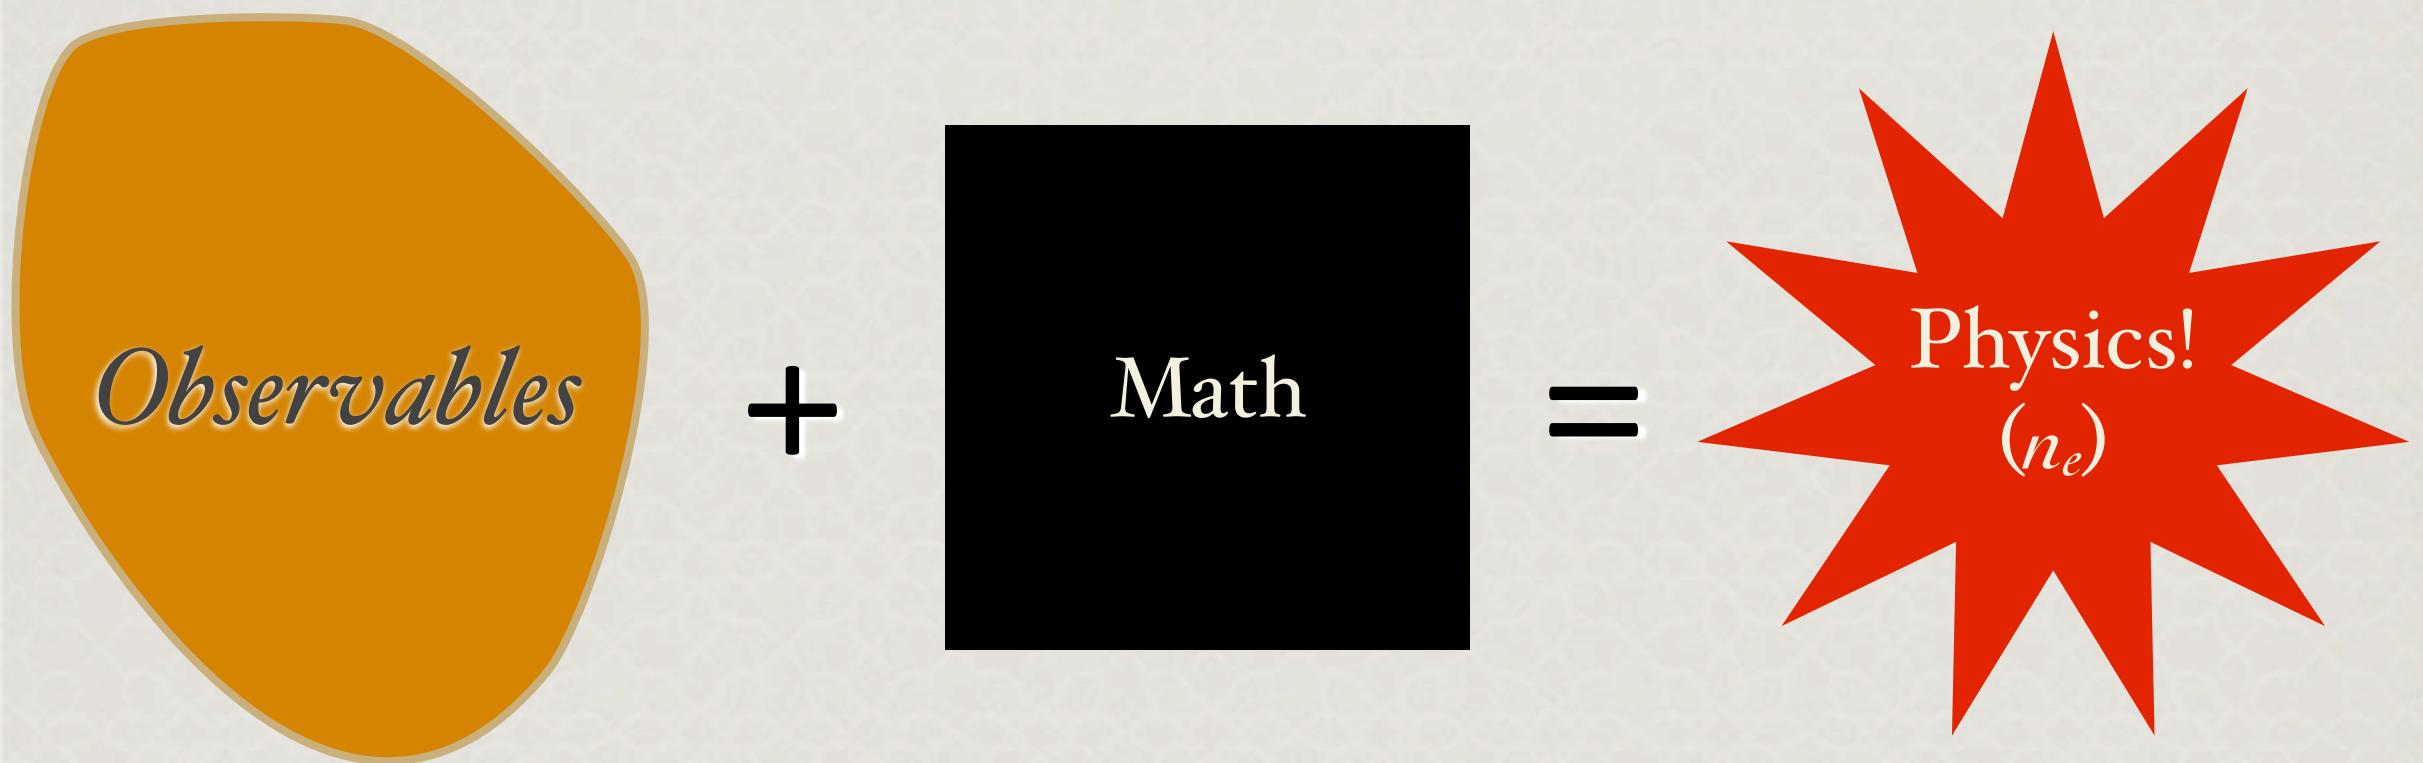 Observables
+
Math
=
Physics!
(nₑ)